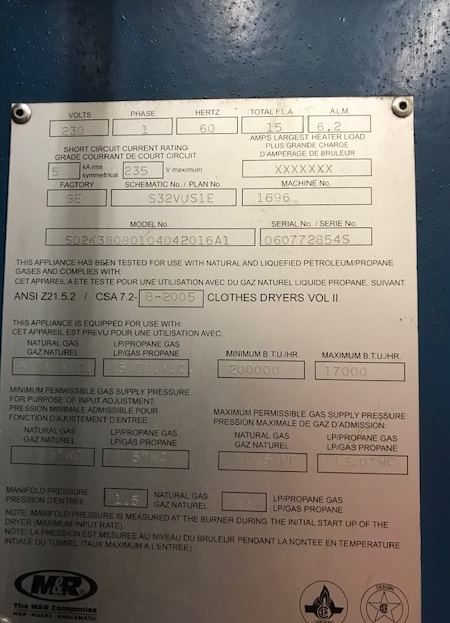 VOLTS PHASE HERTZ TOTAL F.L.A. A.L.M.
230 1 60 15 6.2
SHORT CIRCUIT CURRENT RATING
GRADE COURRANT DE COURT CIRCUIT
AMPS LARGEST HEATER LOAD
PLUS GRANDE CHARGE
D'AMPERAGE DE BRULEUR
5 kA rms symmetrical 235 V maximum XXXXXXX
FACTORY SCHEMATIC No. / PLAN No. MACHINE No.
GE S32VUS1E 1696
MODEL No. SERIAL No. / SERIE No.
SD2K38080104042016A1 060772854S
THIS APPLIANCE HAS BEEN TESTED FOR USE WITH NATURAL AND LIQUEFIED PETROLEUM/PROPANE
GASES AND COMPLIES WITH:
CET APPAREIL A ETE TESTE POUR UNE UTILISATION AVEC DU GAZ NATUREL LIQUIDE PROPANE, SUIVANT
ANSI Z21.5.2 / CSA 7.2- B-2005 CLOTHES DRYERS VOL II.
THIS APPLIANCE IS EQUIPPED FOR USE WITH:
CET APPAREIL EST PREVU POUR UNE UTILISATION AVEC:
NATURAL GAS LP/PROPANE GAS
GAZ NATUREL LP/GAS PROPANE
MINIMUM B.T.U./HR MAXIMUM B.T.U./HR
200000 17000
MINIMUM PERMISSIBLE GAS SUPPLY PRESSURE
FOR PURPOSE OF INPUT ADJUSTMENT:
PRESSION MINIMALE ADMISSIBLE POUR
FONCTION D'AJUSTEMENT D'ENTRÉE:
MAXIMUM PERMISSIBLE GAS SUPPLY PRESSURE
PRESSION MAXIMALE DE GAZ D'ADMISSION:
NATURAL GAS LP/PROPANE GAS
GAZ NATUREL LP/GAS PROPANE
NATURAL GAS LP/PROPANE GAS
GAZ NATUREL LP/GAS PROPANE
MANIFOLD PRESSURE
PRESSION D'ENTRÉE
1.5
NATURAL GAS
GAZ NATUREL
LP/PROPANE GAS
LP/GAS PROPANE
NOTE: MANIFOLD PRESSURE IS MEASURED AT THE BURNER DURING THE INITIAL START UP OF THE
DRYER (MAXIMUM INPUT RATE)
NOTE : LA PRESSION EST MESUREE AU NIVEAU DU BRULEUR PENDANT LA NONTEE EN TEMPERATURE
INTIALE DU TUNNEL (TAUX MAXIMUM A L'ENTREE)
M&R
The M&R Companies
M&R NUARC AMSCOMATIC
DESIGN